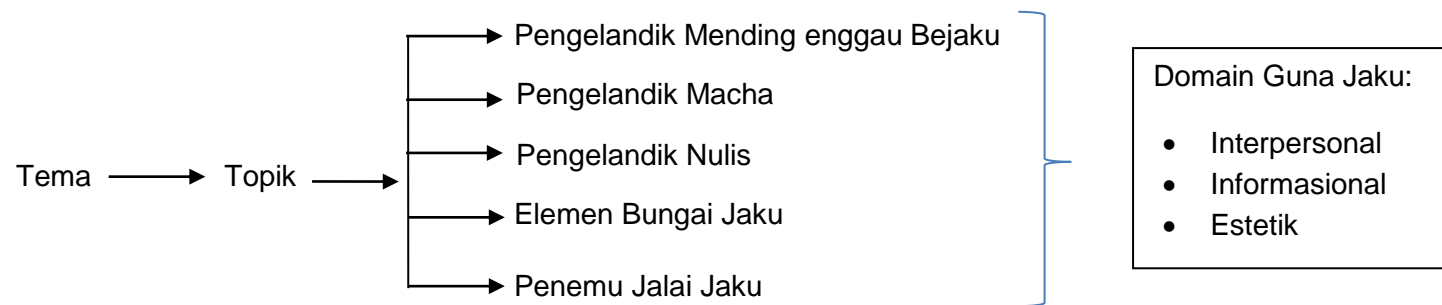 Tema
Topik
Pengelandik Mending enggau Bejaku
Pengelandik Macha
Pengelandik Nulis
Elemen Bungai Jaku
Penemu Jalai Jaku
Domain Guna Jaku:
• Interpersonal
• Informasional
• Estetik